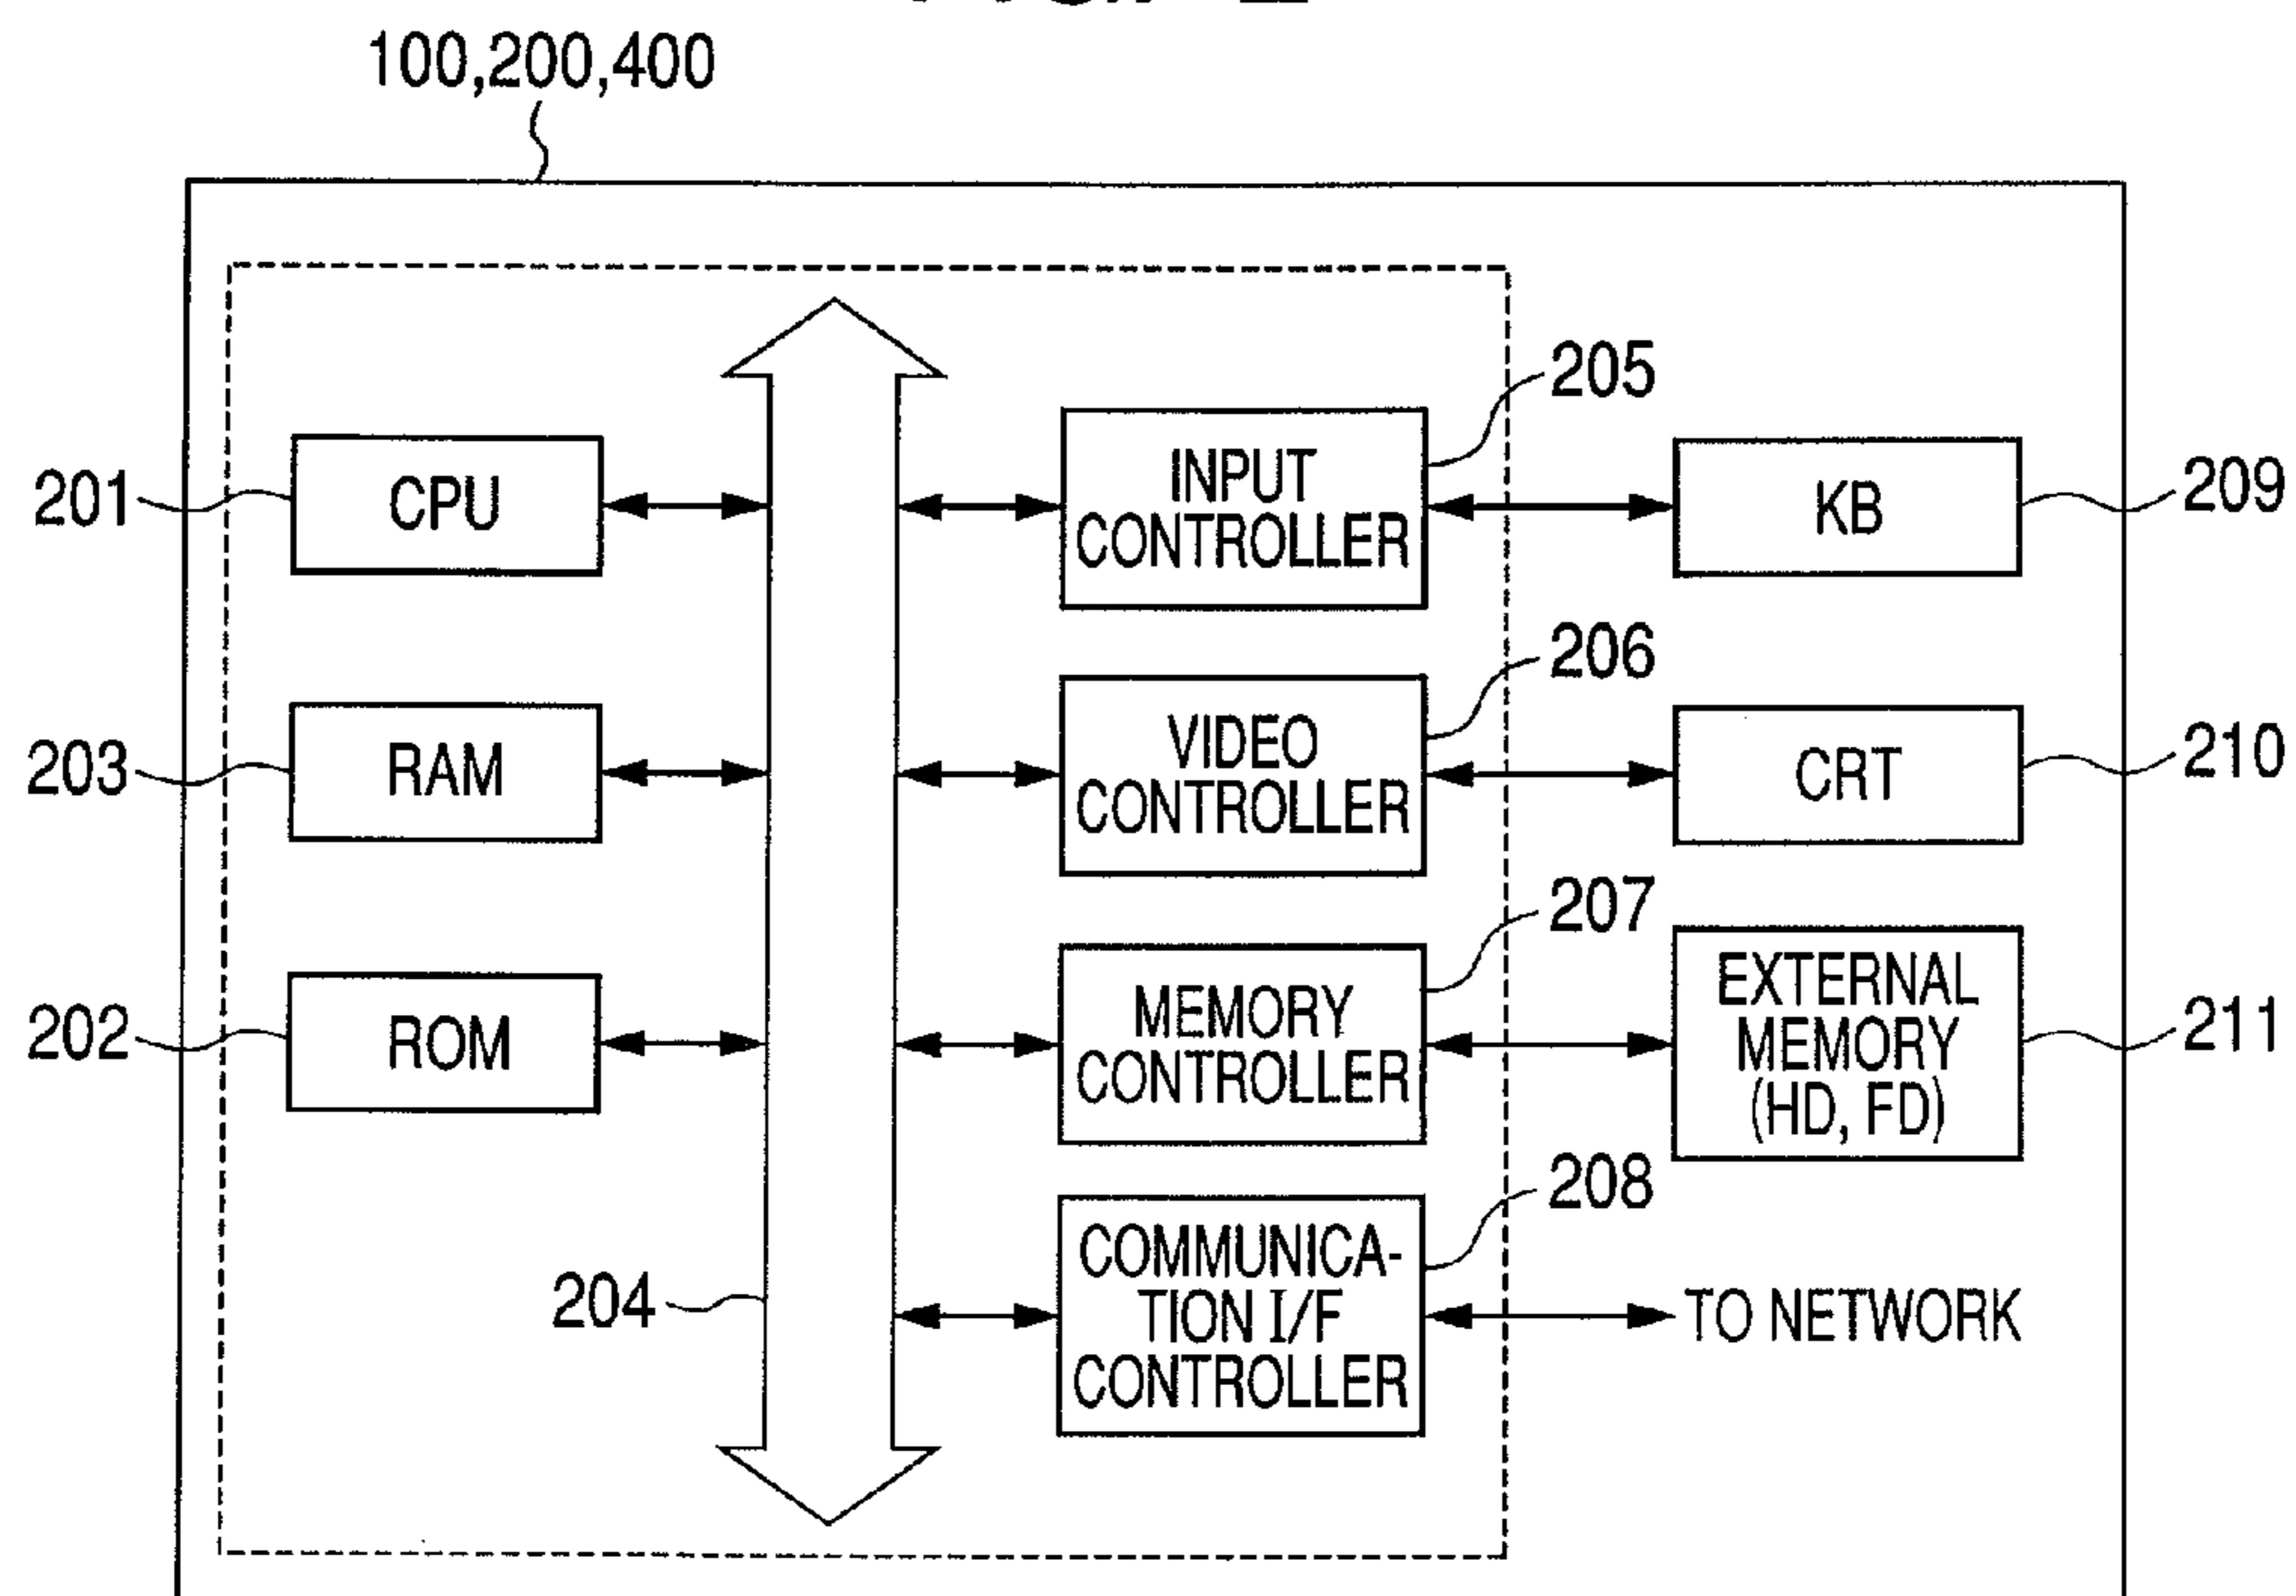 100,200,400
205
201
CPU
INPUT
CONTROLLER
KB
209
206
203
RAM
VIDEO
CONTROLLER
CRT
210
207
202
ROM
MEMORY
CONTROLLER
EXTERNAL
MEMORY
(HD, FD)
211
208
204
COMMUNICA-
TION I/F
CONTROLLER
TO NETWORK